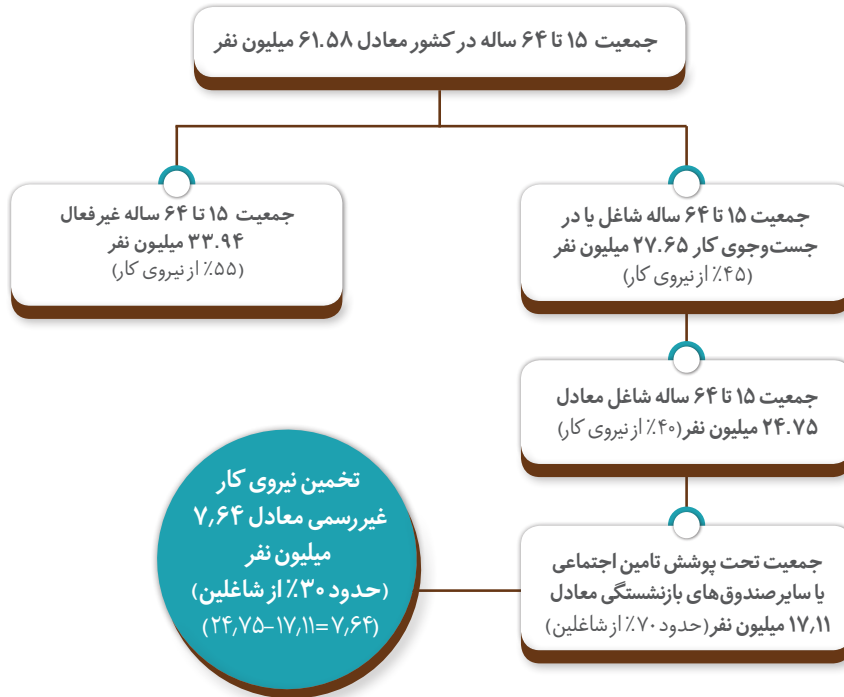 جمعیت ۱۵ تا ۶۴ ساله در کشور معادل ۶۱.۵۸ میلیون نفر
جمعیت ۱۵ تا ۶۴ ساله شاغل یا در
جست‌وجوی کار ۲۷.۶۵ میلیون نفر
(۴۵٪ از نیروی کار)
جمعیت ۱۵ تا ۶۴ ساله غیرفعال
۳۳.۹۴ میلیون نفر
(۵۵٪ از نیروی کار)
جمعیت ۱۵ تا ۶۴ ساله شاغل معادل
۲۴.۷۵ میلیون نفر (۴۰٪ از نیروی کار)
جمعیت تحت پوشش تامین اجتماعی
یا سایر صندوق‌های بازنشستگی معادل
۱۷,۱۱ میلیون نفر (حدود ۷۰٪ از شاغلین)
تخمین نیروی کار
غیررسمی معادل ۷,۶۴
میلیون نفر
(حدود ۳۰٪ از شاغلین)
(۲۴,۷۵-۱۷,۱۱=۷,۶۴)